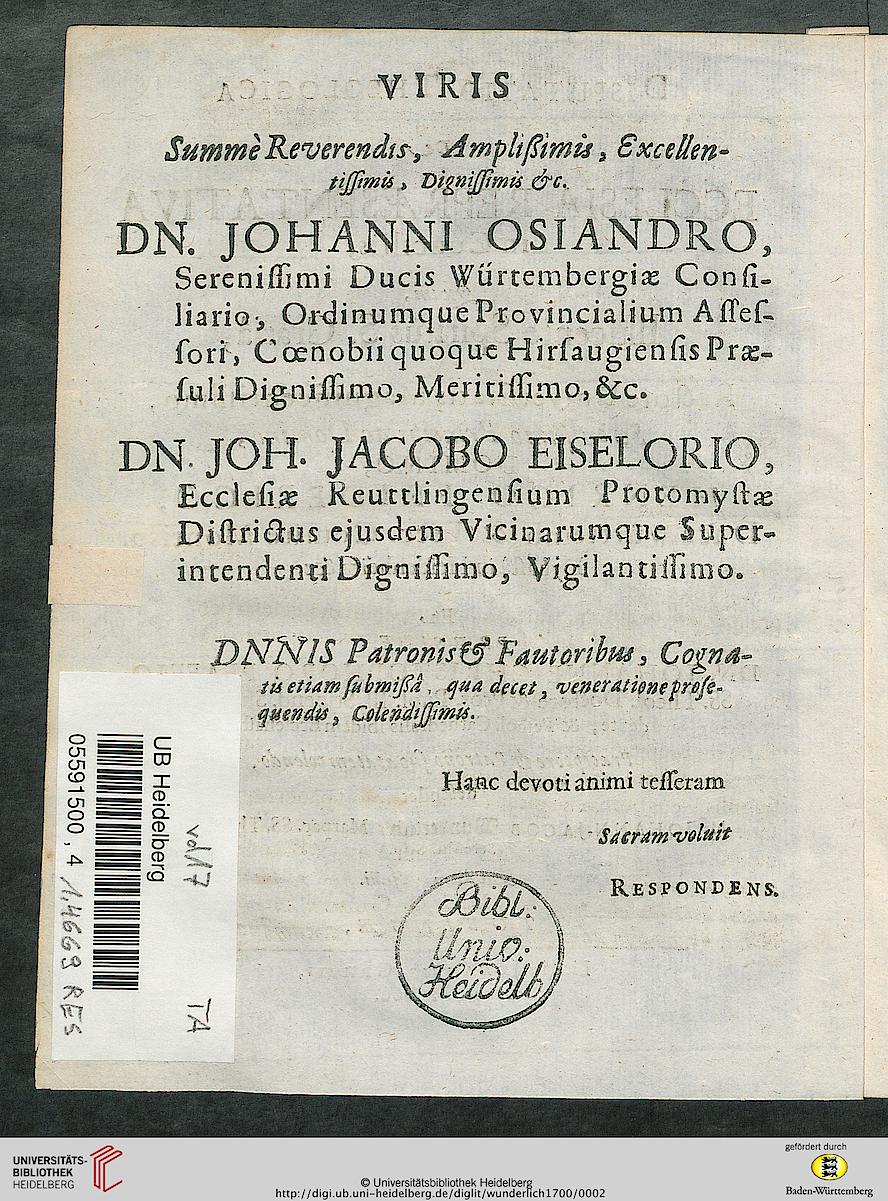 VIRIS
Summè Reverendis, Amplißimis, Excellen-
tiſſimis, Digniſſimis &c.
DN. JOHANNI OSIANDRO,
Sereniſſimi Ducis Würtembergiæ Conſi-
liario, Ordinumque Provincialium Aſſeſ-
ſori, Cœnobii quoque Hirſaugienſis Præ-
ſuli Digniſſimo, Meritiſſimo, &c.
DN. JOH. JACOBO EISELORIO,
Eccleſiæ Reuttlingenſium Protomyſtæ
Diſtrictus ejusdem Vicinarumque Super-
intendenti Digniſſimo, Vigilantiſſimo.
DNNIS Patronis & Fautoribus, Cogna-
tis etiam ſubmißâ, qua decet, veneratione proſe-
quendis, Colendiſſimis.
Hanc devoti animi teſſeram
Sacram voluit
RESPONDENS.
Bibl:
Univ:
Heidelb
UB Heidelberg
05591500 , 4
vol17
TA
1,4669 RES
UNIVERSITÄTS-
BIBLIOTHEK
HEIDELBERG
© Universitätsbibliothek Heidelberg
http://digi.ub.uni-heidelberg.de/diglit/wunderlich1700/0002
gefördert durch
Baden-Württemberg